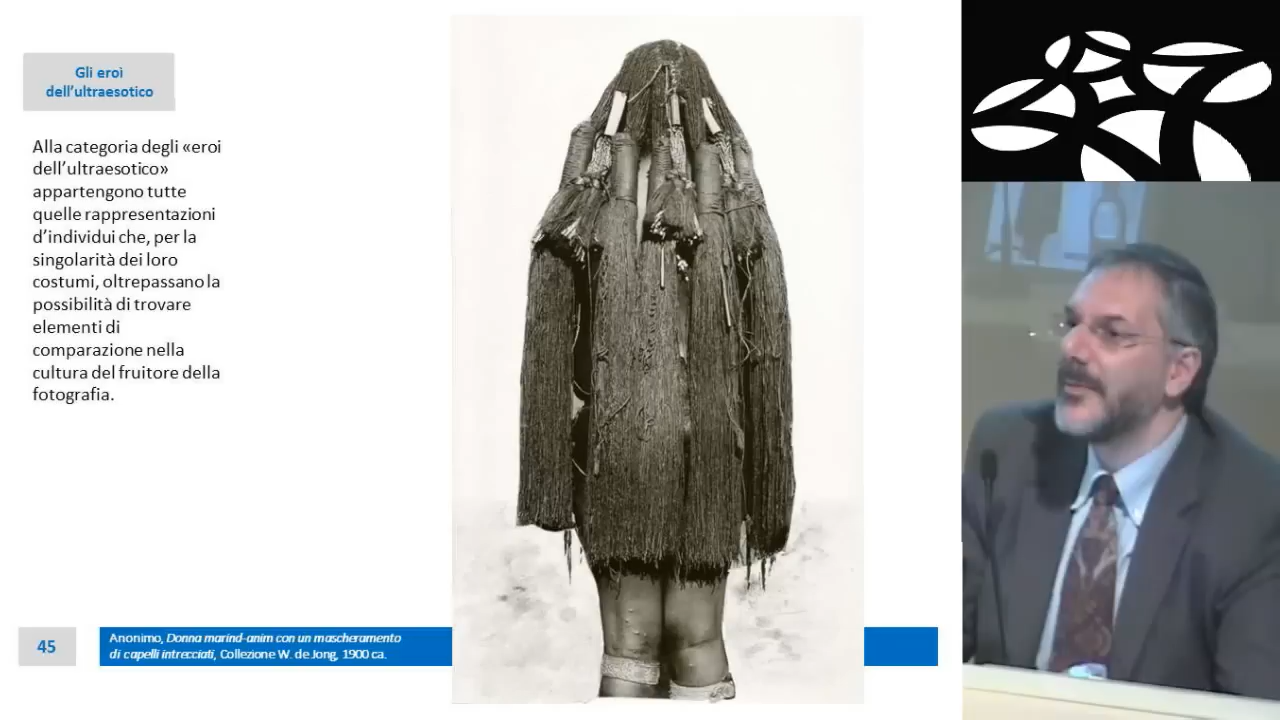 Gli eroi
dell'ultraesotico
Alla categoria degli «eroi
dell'ultraesotico»
appartengono tutte
quelle rappresentazioni
d'individui che, per la
singolarità dei loro
costumi, oltrepassano la
possibilità di trovare
elementi di
comparazione nella
cultura del fruitore della
fotografia.
45
Anonimo, Donna marind-anim con un mascheramento
di capelli intrecciati, Collezione W. de Jong, 1900 ca.